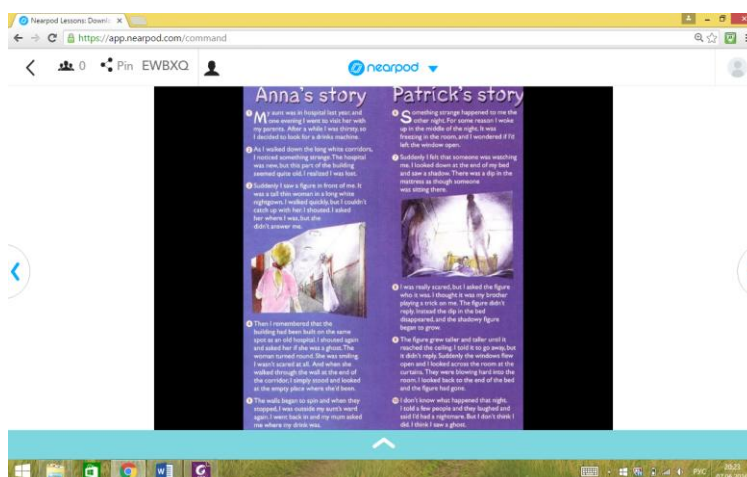 Nearpod Lessons: Downlo
https://app.nearpod.com/command
0
Pin EWBXQ
nearpod
Anna's story
1 My aunt was in hospital last year, and
one evening I went to visit her with
my parents. After a while I was thirsty, so
I decided to look for a drinks machine.
2 As I walked down the long white corridors,
I noticed something strange. The hospital
was new, but this part of the building
seemed quite old. I realized I was lost.
3 Suddenly I saw a figure in front of me. It
was a tall thin woman in a long white
nightgown. I walked quickly, but I couldn't
catch up with her. I shouted. I asked
her where I was, but she
didn't answer me.
4 Then I remembered that the
building had been built on the same
spot as an old hospital. I shouted again
and asked her if she was a ghost. The
woman turned round. She was smiling.
I wasn't scared at all. And when she
walked through the wall at the end of
the corridor, I simply stood and looked
at the empty place where she'd been.
5 The walls began to spin and when they
stopped, I was outside my aunt's ward
again. I went back in and my mum asked
me where my drink was.
Patrick's story
6 Something strange happened to me the
other night. For some reason I woke
up in the middle of the night. It was
freezing in the room, and I wondered if I'd
left the window open.
7 Suddenly I felt that someone was watching
me. I looked down at the end of my bed
and saw a shadow. There was a dip in the
mattress as though someone
was sitting there.
8 I was really scared, but I asked the figure
who it was. I thought it was my brother
playing a trick on me. The figure didn't
reply. Instead the dip in the bed
disappeared, and the shadowy figure
began to grow.
9 The figure grew taller and taller until it
reached the ceiling. I told it to go away, but
it didn't reply. Suddenly the windows flew
open and I looked across the room at the
curtains. They were blowing hard into the
room. I looked back to the end of the bed
and the figure had gone.
10 I don't know what happened that night.
I told a few people and they laughed and
said I'd had a nightmare. But I don't think I
did. I think I saw a ghost.
РУС
20:23